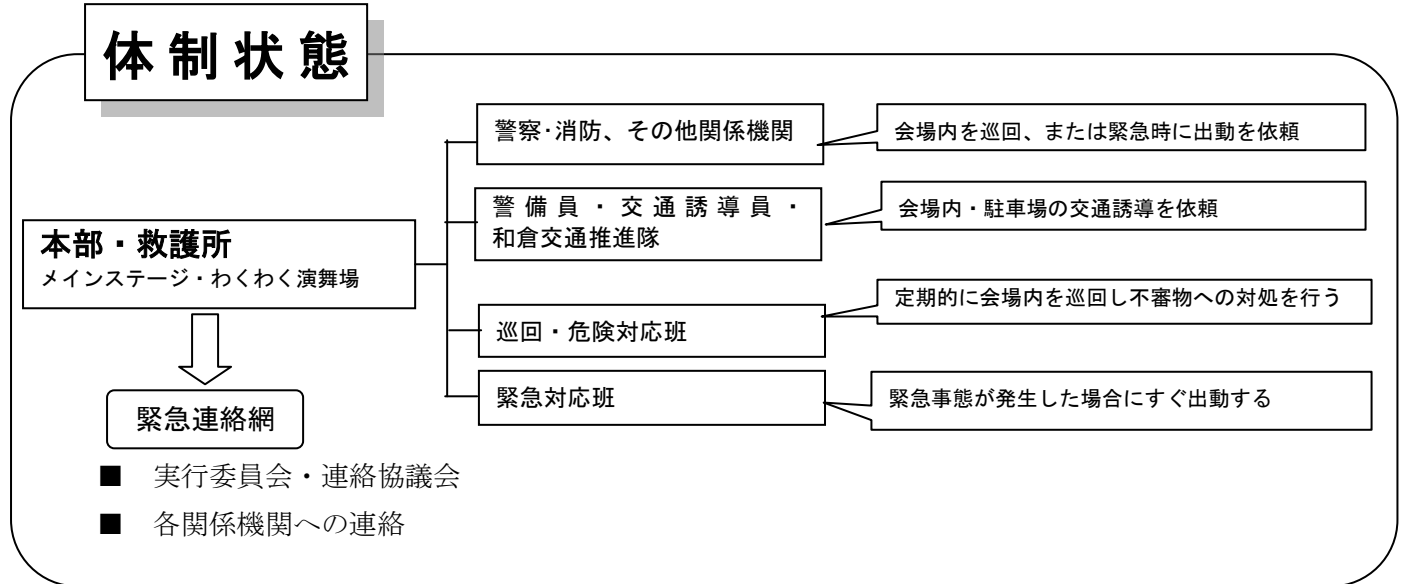 体制状態
警察・消防、その他関係機関
会場内を巡回、または緊急時に出動を依頼
警備員・交通誘導員・
和倉交通推進隊
会場内・駐車場の交通誘導を依頼
本部・救護所
メインステージ・わくわく演舞場
定期的に会場内を巡回し不審物への対処を行う
巡回・危険対応班
緊急対応班
緊急事態が発生した場合にすぐ出動する
緊急連絡網
■ 実行委員会・連絡協議会
■ 各関係機関への連絡